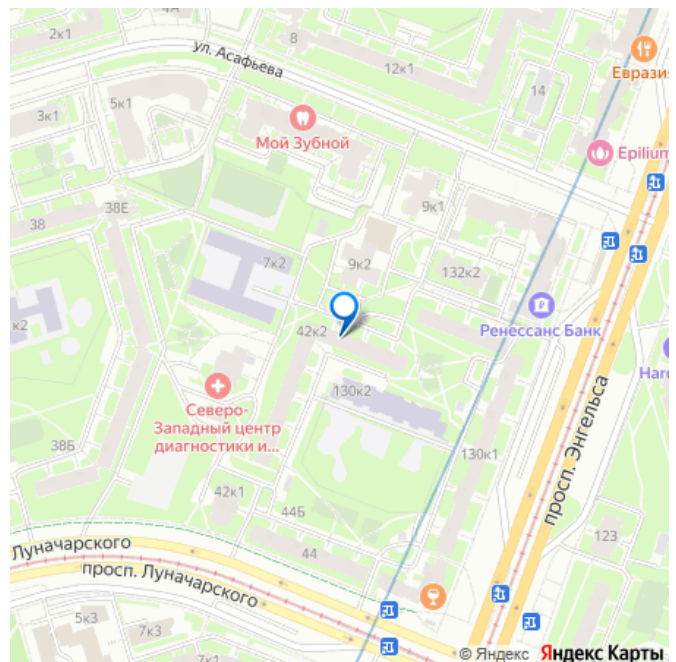 2к1
8
ул. Асафьева
12к1
Евразия
14
5к1
3к1
Мой Зубной
Epilium
38Е
38
9к1
7к2
9к2
132к2
к2
42к2
Ренессанс Банк
Hard
130к2
Северо-
Западный центр
диагностики и...
просп. Энгельса
38Б
130к1
42к1
44Б
Луначарского
44
123
просп. Луначарского
5к3
7к3
7к1
© Яндекс Яндекс Карты